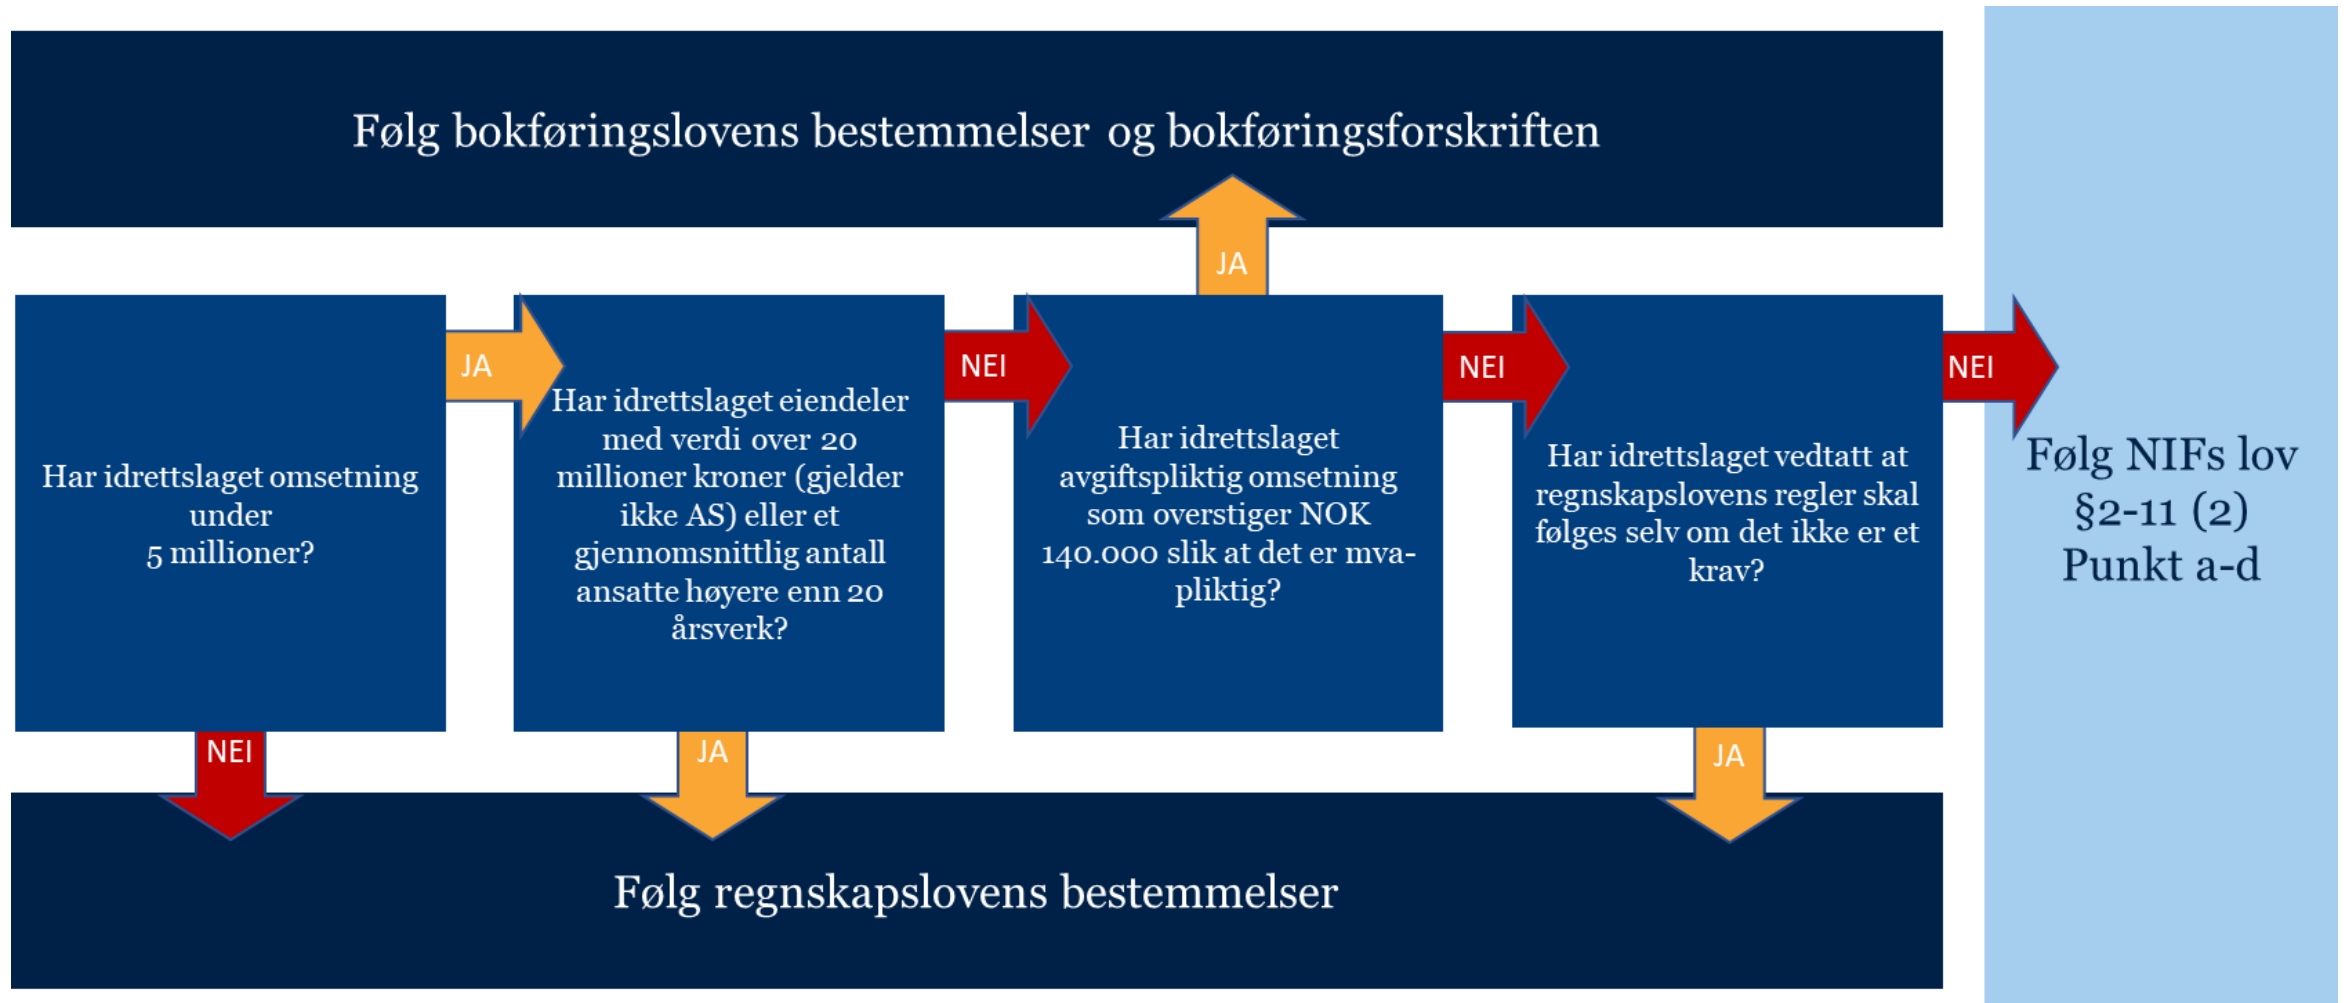 Følg bokføringslovens bestemmelser og bokføringsforskriften
JA
Har idrettslaget omsetning
under
5 millioner?
JA
NEI
Har idrettslaget eiendeler
med verdi over 20
millioner kroner (gjelder
ikke AS) eller et
gjennomsnittlig antall
ansatte høyere enn 20
årsverk?
NEI
JA
Har idrettslaget
avgiftspliktig omsetning
som overstiger NOK
140.000 slik at det er mva-
pliktig?
NEI
Har idrettslaget vedtatt at
regnskapslovens regler skal
følges selv om det ikke er et
krav?
NEI
JA
Følg NIFs lov
§2-11 (2)
Punkt a-d
Følg regnskapslovens bestemmelser